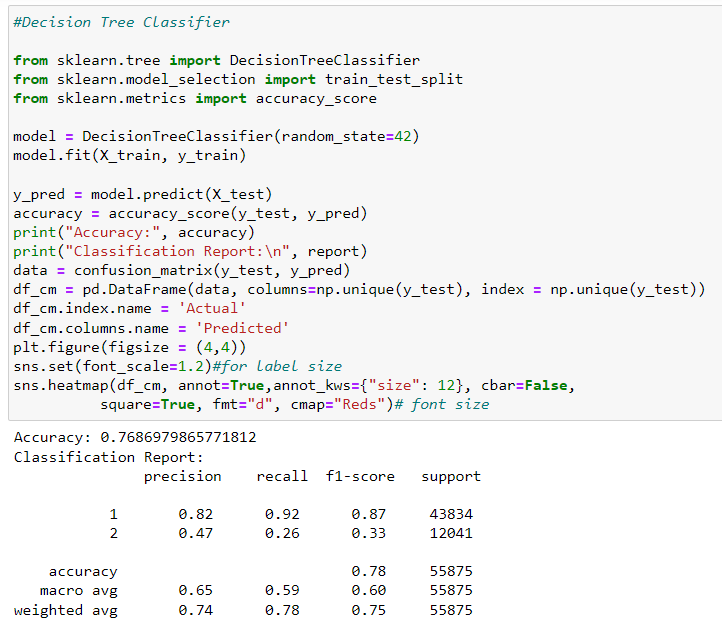 #Decision Tree Classifier
from sklearn.tree import DecisionTreeClassifier
from sklearn.model_selection import train_test_split
from sklearn.metrics import accuracy_score
model = DecisionTreeClassifier(random_state=42)
model.fit(X_train, y_train)
y_pred = model.predict(X_test)
accuracy = accuracy_score(y_test, y_pred)
print("Accuracy:", accuracy)
print("Classification Report:\n", report)
data = confusion_matrix(y_test, y_pred)
df_cm = pd.DataFrame(data, columns=np.unique(y_test), index = np.unique(y_test))
df_cm.index.name = 'Actual'
df_cm.columns.name = 'Predicted'
plt.figure(figsize = (4,4))
sns.set(font_scale=1.2)#for label size
sns.heatmap(df_cm, annot=True,annot_kws={"size": 12}, cbar=False,
square=True, fmt="d", cmap="Reds")# font size
Accuracy: 0.7686979865771812
Classification Report:
precision recall f1-score support
1 0.82 0.92 0.87 43834
2 0.47 0.26 0.33 12041
accuracy 0.78 55875
macro avg 0.65 0.59 0.60 55875
weighted avg 0.74 0.78 0.75 55875